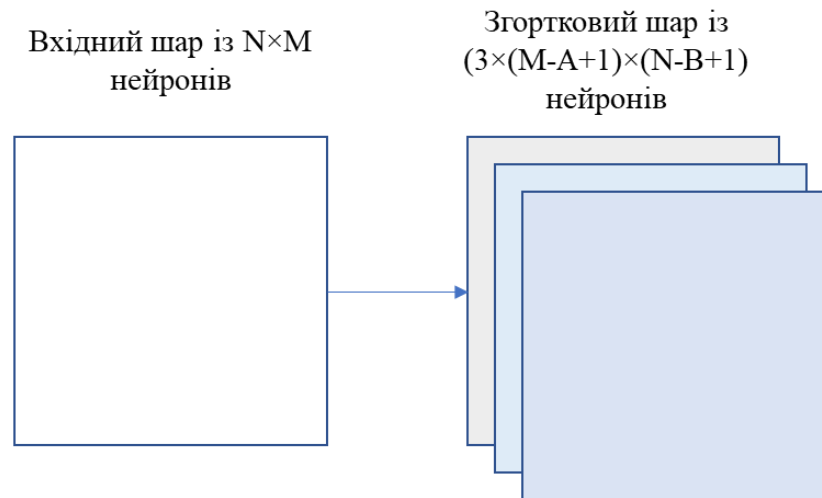 Вхідний шар із N×M
нейронів
Згортковий шар із
(3×(M-A+1)×(N-B+1)
нейронів